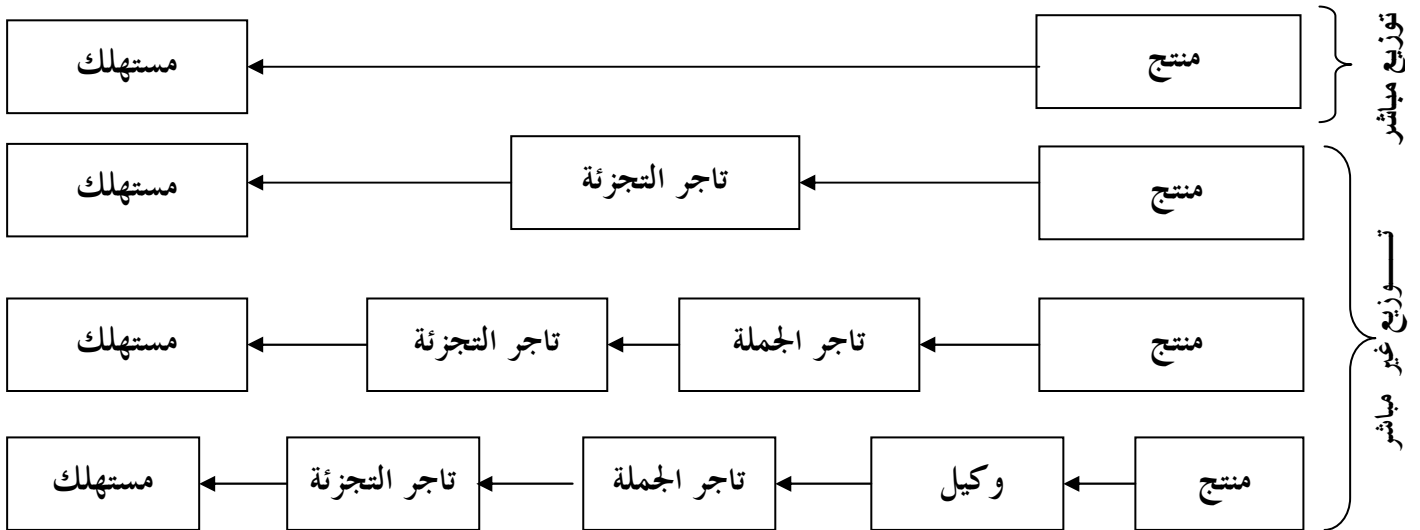 توزيع مباشر
منتج
مستهلك
توزيع غير مباشر
منتج
تاجر التجزئة
مستهلك
منتج
تاجر الجملة
تاجر التجزئة
مستهلك
منتج
وكيل
تاجر الجملة
تاجر التجزئة
مستهلك